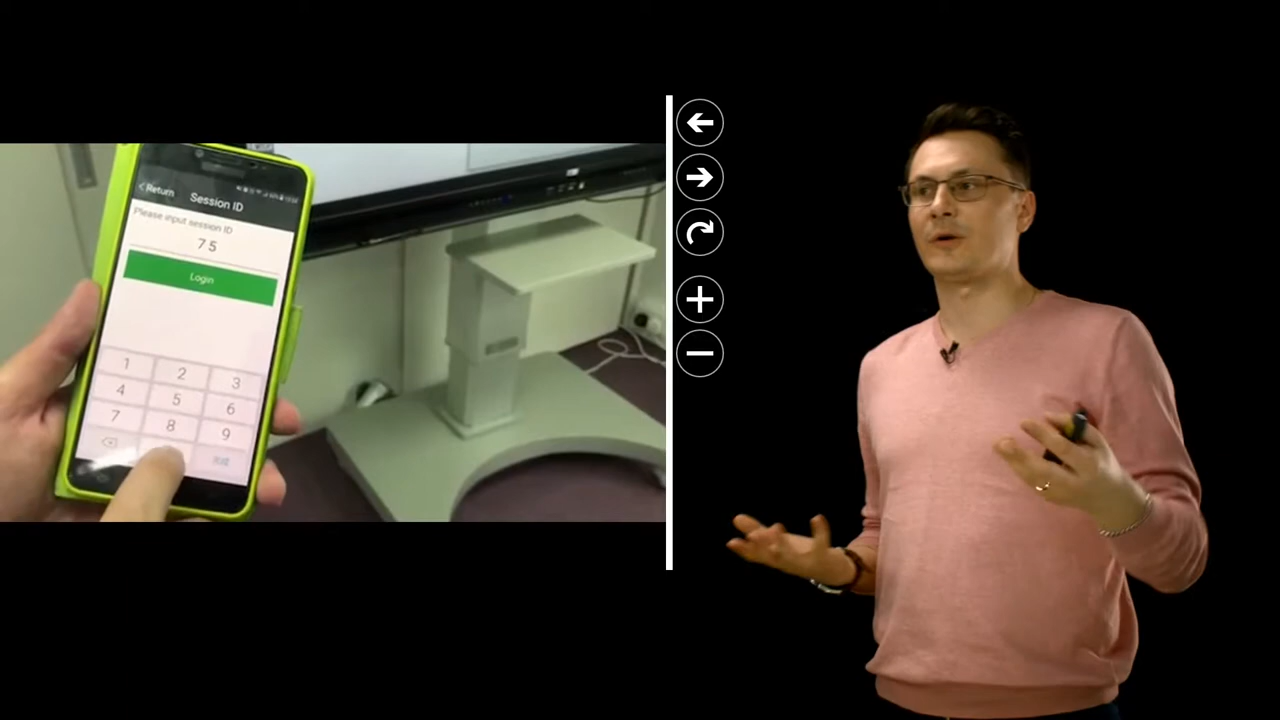 Return
Session ID
Please input session ID
75
Login
1 2 3
4 5 6
7 8 9